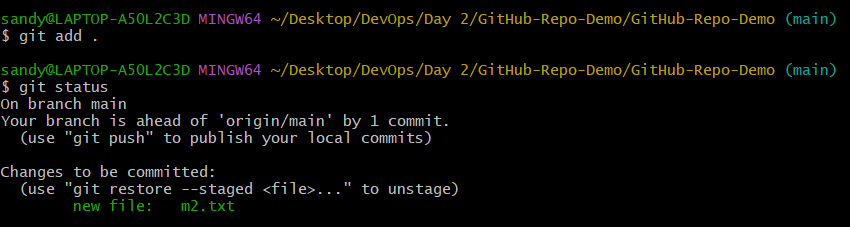 sandy@LAPTOP-A50L2C3D MINGW64 ~/Desktop/DevOps/Day 2/GitHub-Repo-Demo/GitHub-Repo-Demo (main)
$ git add .
sandy@LAPTOP-A50L2C3D MINGW64 ~/Desktop/DevOps/Day 2/GitHub-Repo-Demo/GitHub-Repo-Demo (main)
$ git status
On branch main
Your branch is ahead of 'origin/main' by 1 commit.
  (use "git push" to publish your local commits)
Changes to be committed:
  (use "git restore --staged <file>..." to unstage)
        new file:   m2.txt